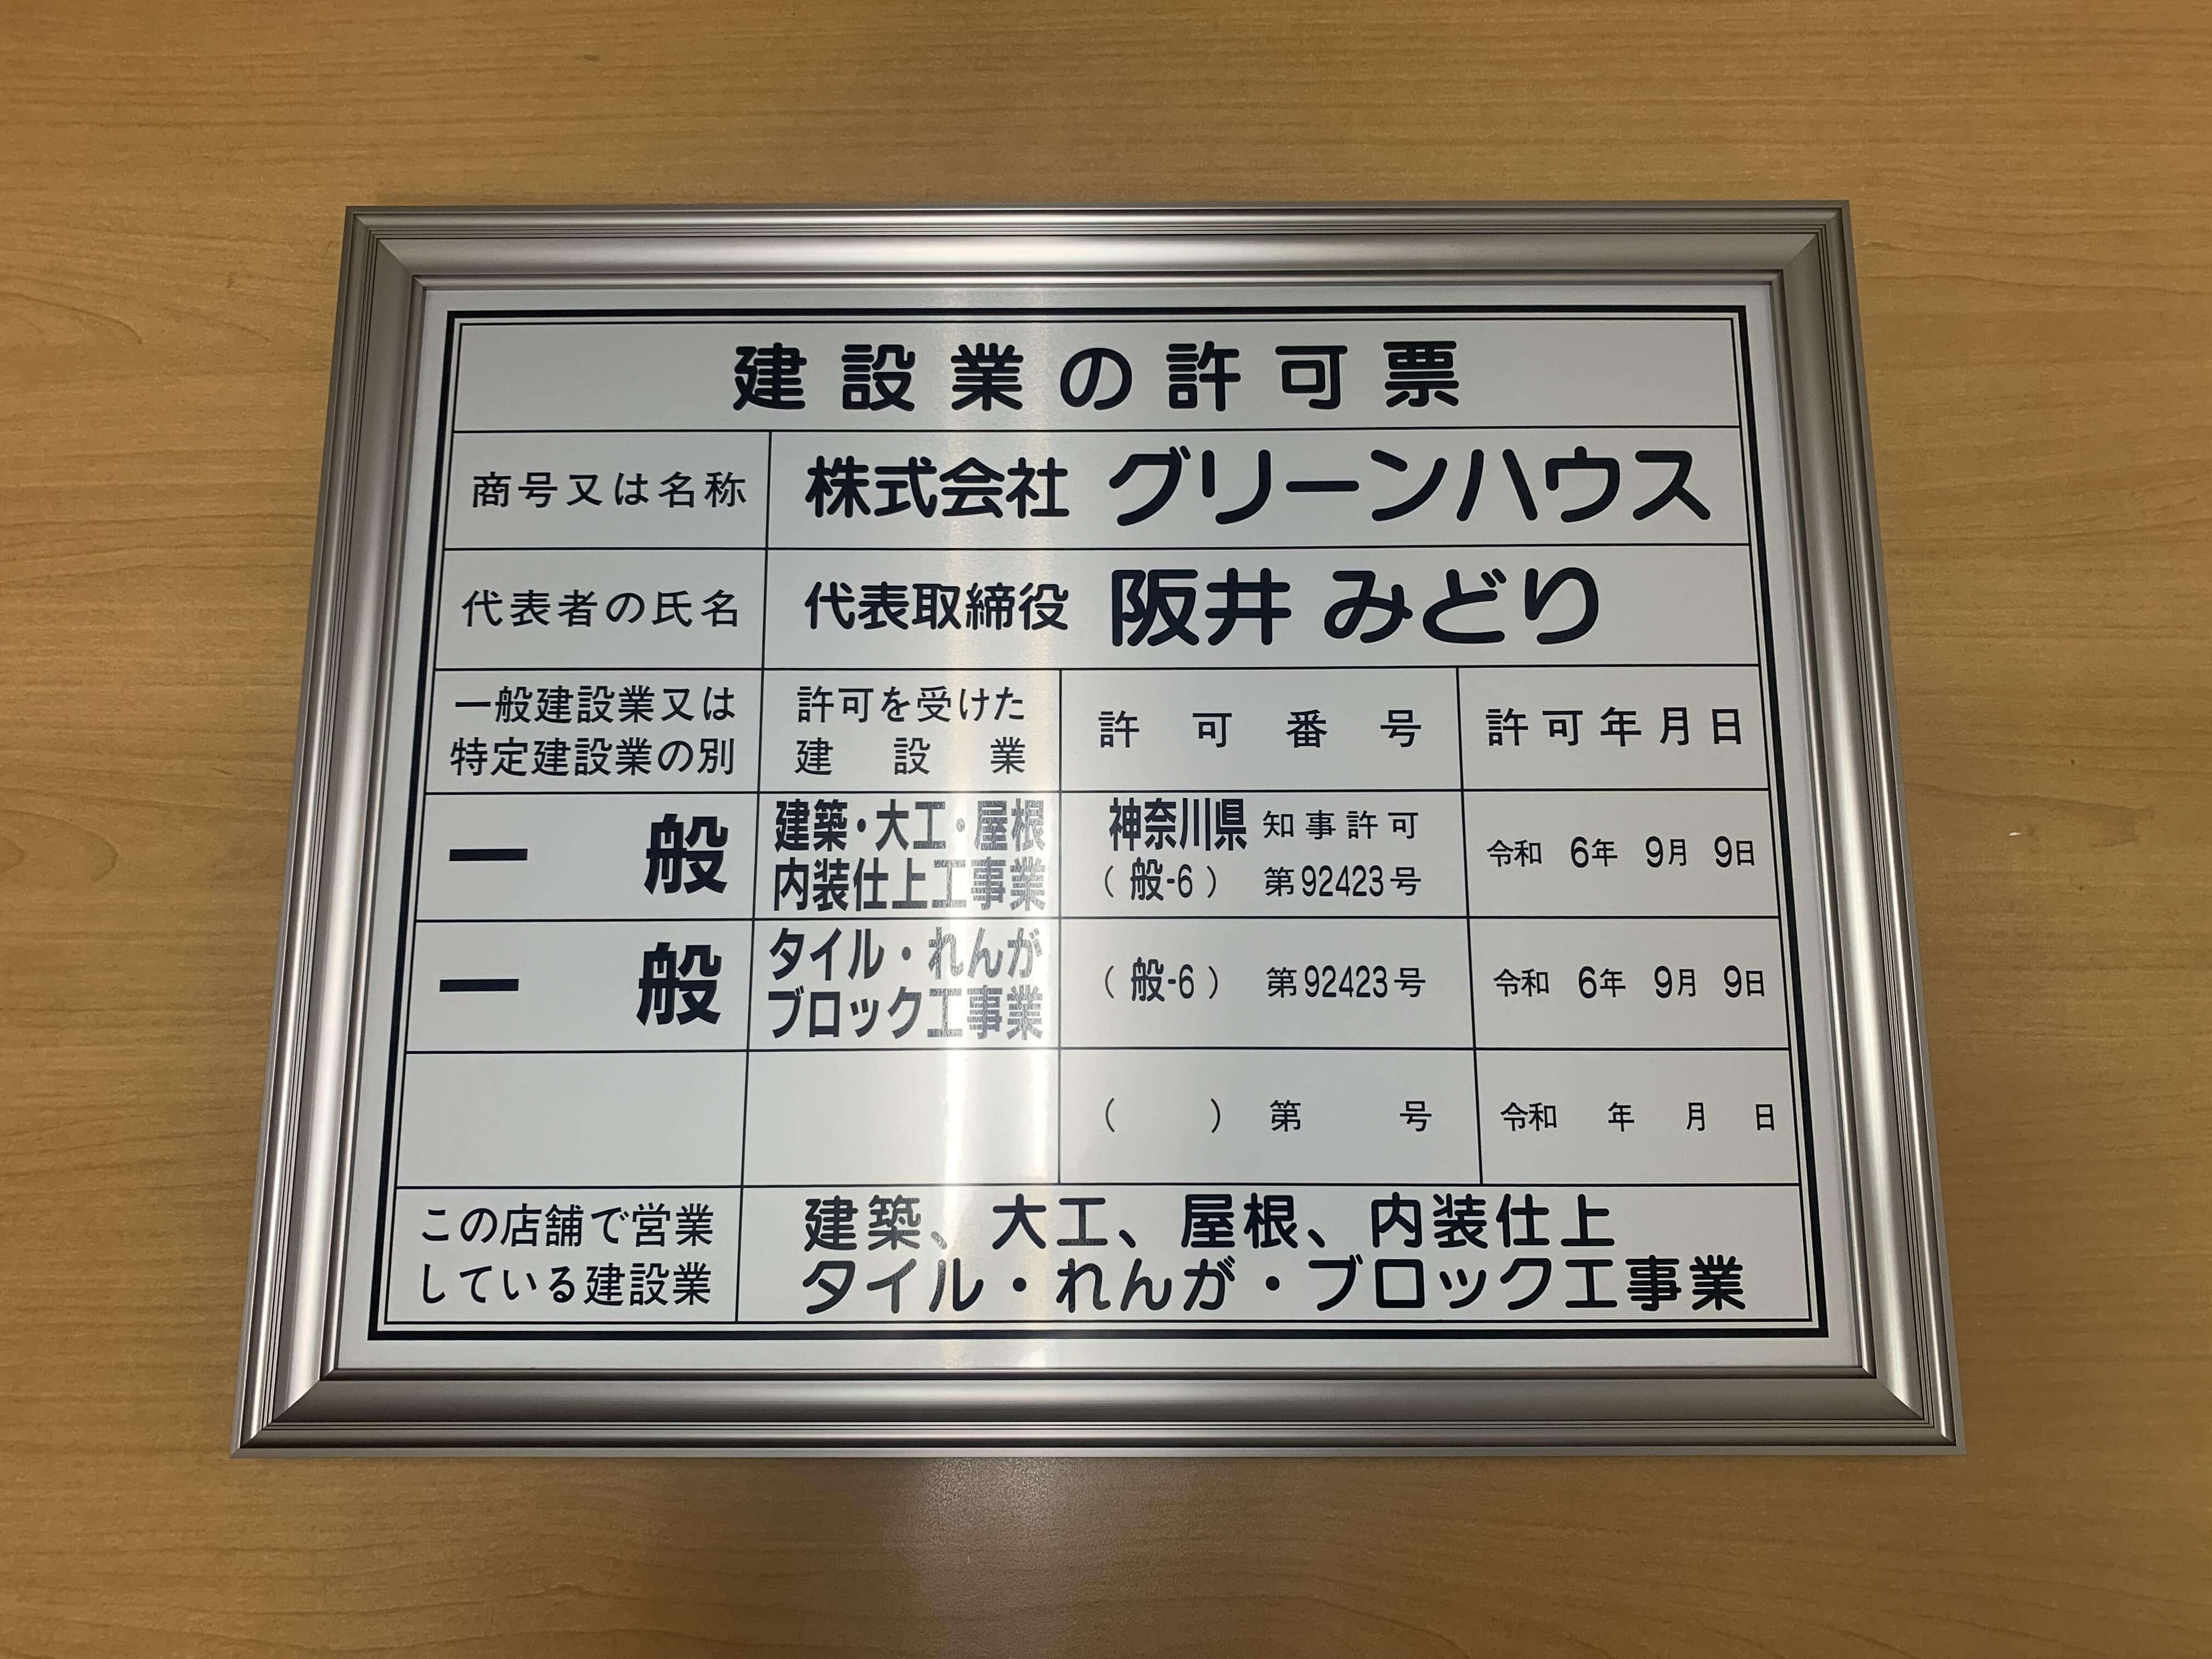 建設業の許可票
商号又は名称 株式会社 グリーンハウス
代表者の氏名 代表取締役 阪井 みどり
一般建設業又は
特定建設業の別
許可を受けた
建設業
許可番号
許可年月日
一般
建築・大工・屋根
内装仕上工事業
神奈川県 知事許可
(般-6) 第92423号
令和 6年 9月 9日
一般
タイル・れんが
ブロック工事業
(般-6) 第92423号
令和 6年 9月 9日
( ) 第 号
令和 年 月 日
この店舗で営業
している建設業
建築、大工、屋根、内装仕上
タイル・れんが・ブロック工事業